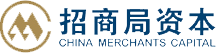 招商局资本
CHINA MERCHANTS CAPITAL